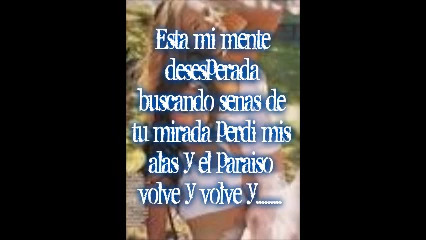 Esta mi mente
desesperada
buscando senas de
tu mirada Perdi mis
alas y el Paraiso
volve y volve y.........